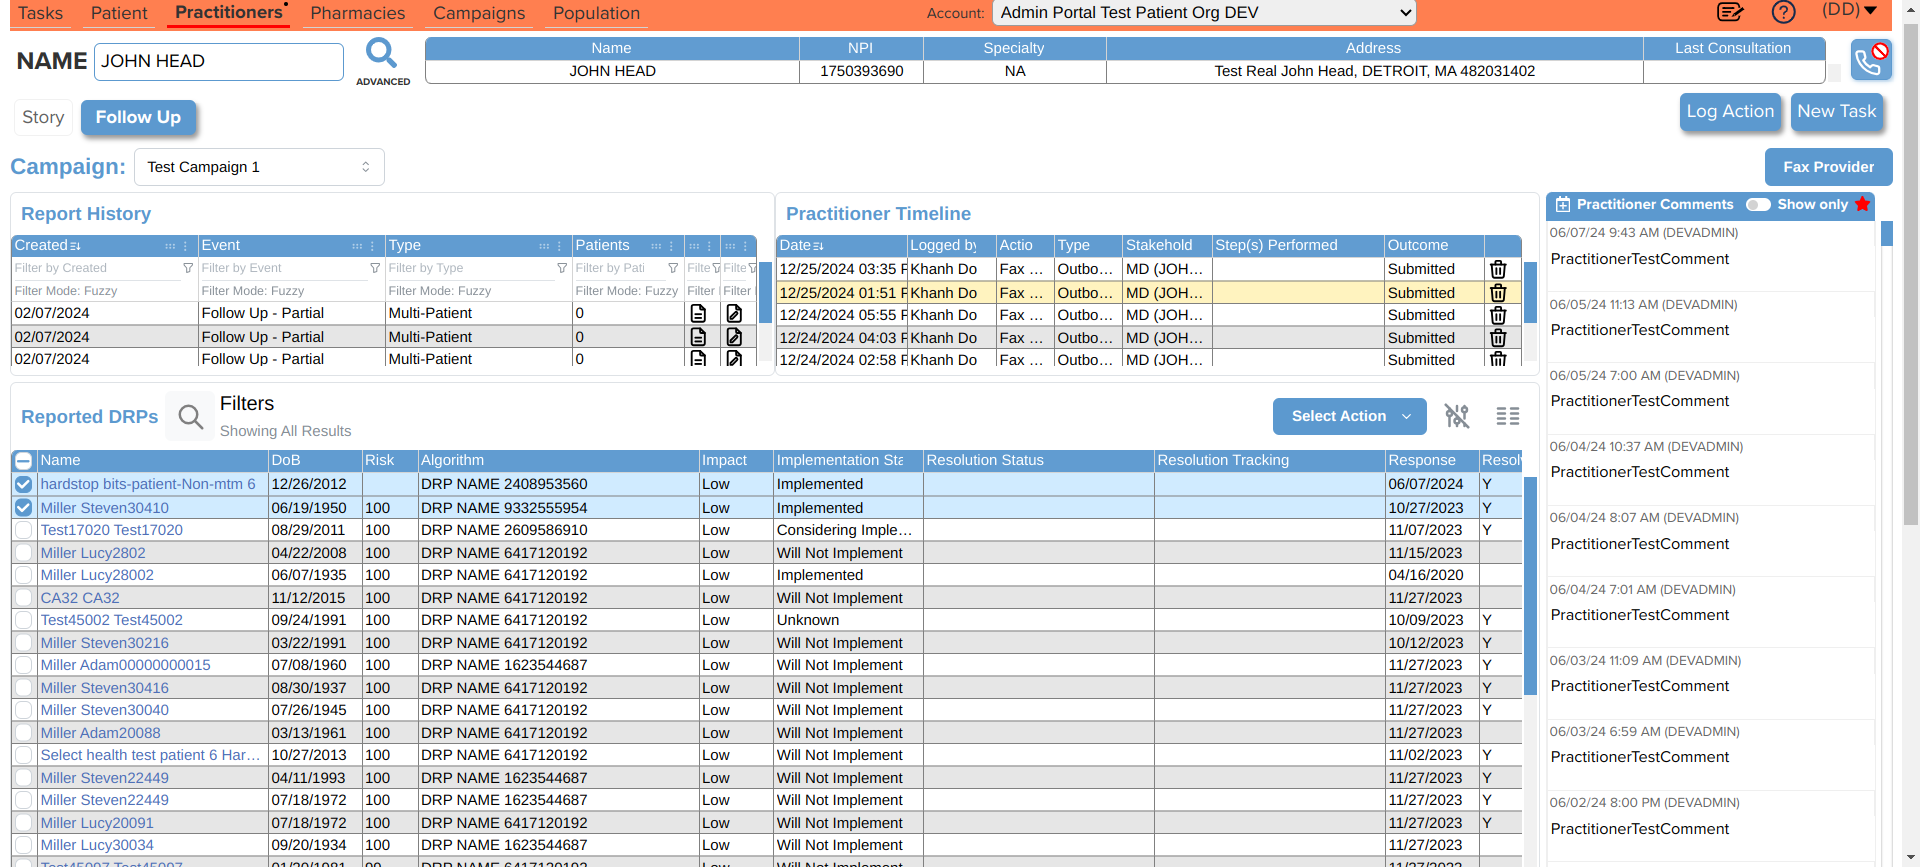 Tasks Patient Practitioners Pharmacies Campaigns Population Account: Admin Portal Test Patient Org DEV (DD)
NAME JOHN HEAD ADVANCED
Name NPI Specialty Address Last Consultation
JOHN HEAD 1750393690 NA Test Real John Head, DETROIT, MA 482031402
Story Follow Up Log Action New Task
Campaign: Test Campaign 1 Fax Provider
Report History
Created Event Type Patients
Filter by Created Filter by Event Filter by Type Filter by Pati Filte Filte
Filter Mode: Fuzzy Filter Mode: Fuzzy Filter Mode: Fuzzy Filter Mode: Fuzzy Filter Filter
02/07/2024 Follow Up - Partial Multi-Patient 0
02/07/2024 Follow Up - Partial Multi-Patient 0
02/07/2024 Follow Up - Partial Multi-Patient 0
Practitioner Timeline
Date Logged by Actio Type Stakehold Step(s) Performed Outcome
12/25/2024 03:35 P Khanh Do Fax ... Outbo... MD (JOH... Submitted
12/25/2024 01:51 P Khanh Do Fax ... Outbo... MD (JOH... Submitted
12/24/2024 05:55 P Khanh Do Fax ... Outbo... MD (JOH... Submitted
12/24/2024 04:03 P Khanh Do Fax ... Outbo... MD (JOH... Submitted
12/24/2024 02:58 P Khanh Do Fax ... Outbo... MD (JOH... Submitted
Reported DRPs Filters
Showing All Results
Select Action
Name DoB Risk Algorithm Impact Implementation Sta Resolution Status Resolution Tracking Response Resolv
hardstop bits-patient-Non-mtm 6 12/26/2012 DRP NAME 2408953560 Low Implemented 06/07/2024 Y
Miller Steven30410 06/19/1950 100 DRP NAME 9332555954 Low Implemented 10/27/2023 Y
Test17020 Test17020 08/29/2011 100 DRP NAME 2609586910 Low Considering Imple... 11/07/2023 Y
Miller Lucy2802 04/22/2008 100 DRP NAME 6417120192 Low Will Not Implement 11/15/2023
Miller Lucy28002 06/07/1935 100 DRP NAME 6417120192 Low Implemented 04/16/2020
CA32 CA32 11/12/2015 100 DRP NAME 6417120192 Low Will Not Implement 11/27/2023
Test45002 Test45002 09/24/1991 100 DRP NAME 6417120192 Low Unknown 10/09/2023 Y
Miller Steven30216 03/22/1991 100 DRP NAME 6417120192 Low Will Not Implement 10/12/2023 Y
Miller Adam00000000015 07/08/1960 100 DRP NAME 1623544687 Low Will Not Implement 11/27/2023 Y
Miller Steven30416 08/30/1937 100 DRP NAME 6417120192 Low Will Not Implement 11/27/2023 Y
Miller Steven30040 07/26/1945 100 DRP NAME 6417120192 Low Will Not Implement 11/27/2023 Y
Miller Adam20088 03/13/1961 100 DRP NAME 6417120192 Low Will Not Implement 11/27/2023
Select health test patient 6 Har... 10/27/2013 100 DRP NAME 6417120192 Low Will Not Implement 11/02/2023 Y
Miller Steven22449 04/11/1993 100 DRP NAME 1623544687 Low Will Not Implement 11/27/2023 Y
Miller Steven22449 07/18/1972 100 DRP NAME 1623544687 Low Will Not Implement 11/27/2023 Y
Miller Lucy20091 07/18/1972 100 DRP NAME 6417120192 Low Will Not Implement 11/27/2023 Y
Miller Lucy30034 09/20/1934 100 DRP NAME 1623544687 Low Will Not Implement 11/27/2023
Practitioner Comments Show only
06/07/24 9:43 AM (DEVADMIN)
PractitionerTestComment
06/05/24 11:13 AM (DEVADMIN)
PractitionerTestComment
06/05/24 7:00 AM (DEVADMIN)
PractitionerTestComment
06/04/24 10:37 AM (DEVADMIN)
PractitionerTestComment
06/04/24 8:07 AM (DEVADMIN)
PractitionerTestComment
06/04/24 7:01 AM (DEVADMIN)
PractitionerTestComment
06/03/24 11:09 AM (DEVADMIN)
PractitionerTestComment
06/03/24 6:59 AM (DEVADMIN)
PractitionerTestComment
06/02/24 8:00 PM (DEVADMIN)
PractitionerTestComment